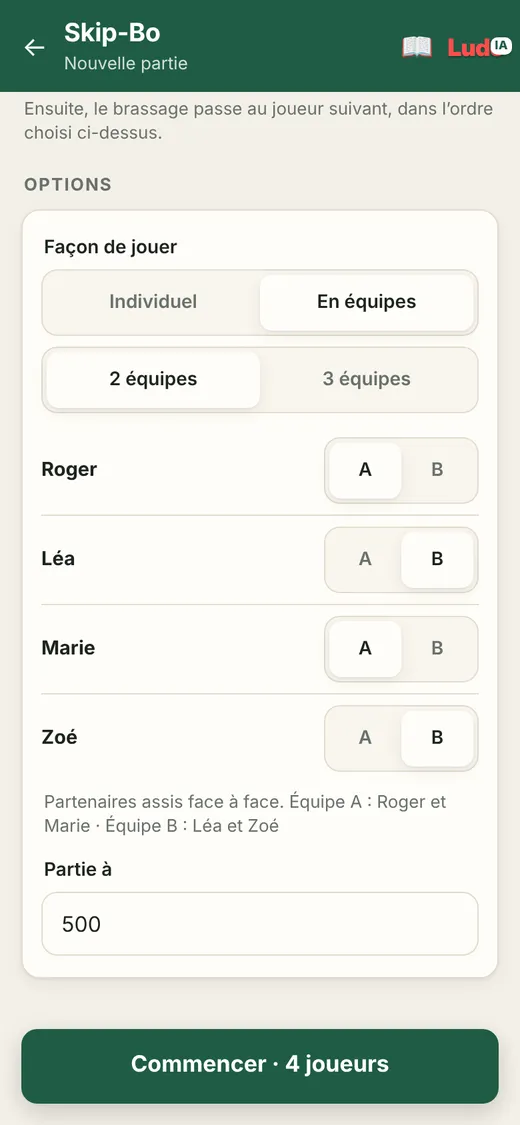 Skip-Bo
Nouvelle partie
Lud IA
Ensuite, le brassage passe au joueur suivant, dans l’ordre
choisi ci-dessus.
OPTIONS
Façon de jouer
Individuel En équipes
2 équipes 3 équipes
Roger A B
Léa A B
Marie A B
Zoé A B
Partenaires assis face à face. Équipe A : Roger et
Marie · Équipe B : Léa et Zoé
Partie à
500
Commencer · 4 joueurs